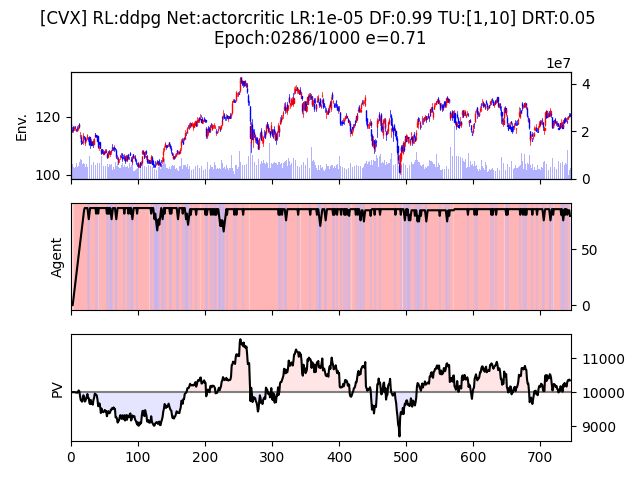 [CVX] RL:ddpg Net:actorcritic LR:1e-05 DF:0.99 TU:[1,10] DRT:0.05
Epoch:0286/1000 e=0.71
1e7
Env.
120
100
4
2
0
Agent
50
0
PV
11000
10000
9000
0 100 200 300 400 500 600 700